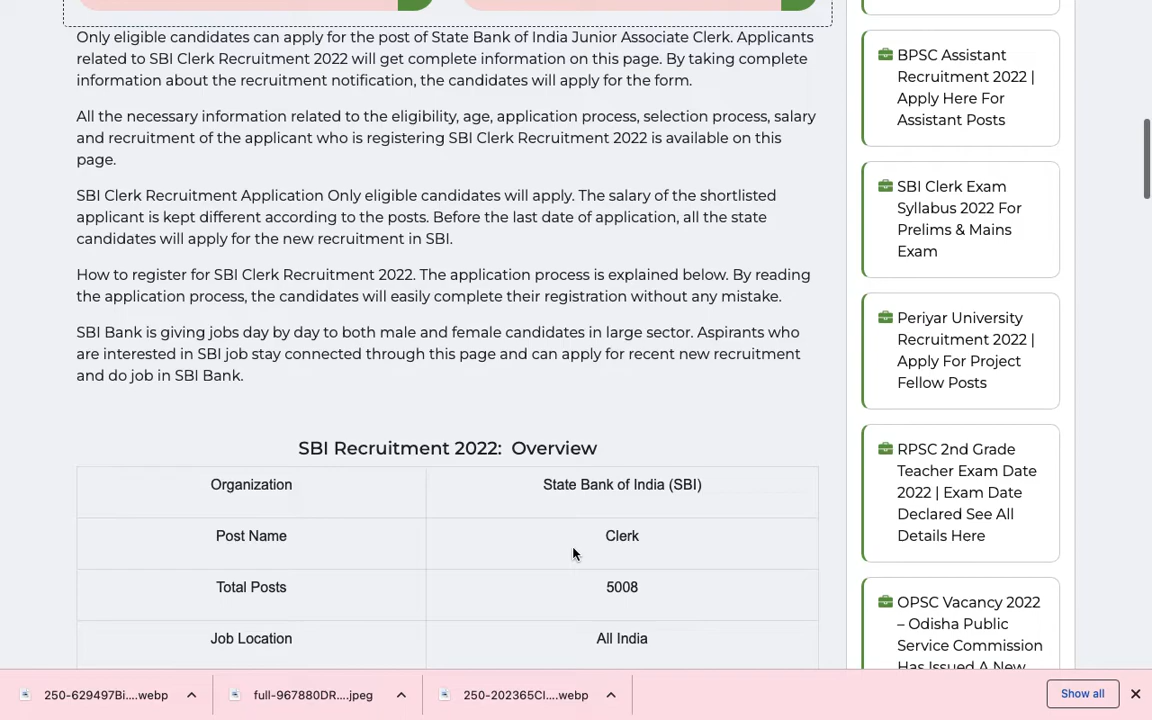 Only eligible candidates can apply for the post of State Bank of India Junior Associate Clerk. Applicants
related to SBI Clerk Recruitment 2022 will get complete information on this page. By taking complete
information about the recruitment notification, the candidates will apply for the form.
All the necessary information related to the eligibility, age, application process, selection process, salary
and recruitment of the applicant who is registering SBI Clerk Recruitment 2022 is available on this
page.
SBI Clerk Recruitment Application Only eligible candidates will apply. The salary of the shortlisted
applicant is kept different according to the posts. Before the last date of application, all the state
candidates will apply for the new recruitment in SBI.
How to register for SBI Clerk Recruitment 2022. The application process is explained below. By reading
the application process, the candidates will easily complete their registration without any mistake.
SBI Bank is giving jobs day by day to both male and female candidates in large sector. Aspirants who
are interested in SBI job stay connected through this page and can apply for recent new recruitment
and do job in SBI Bank.
SBI Recruitment 2022: Overview
Organization State Bank of India (SBI)
Post Name Clerk
Total Posts 5008
Job Location All India
BPSC Assistant
Recruitment 2022 |
Apply Here For
Assistant Posts
SBI Clerk Exam
Syllabus 2022 For
Prelims & Mains
Exam
Periyar University
Recruitment 2022 |
Apply For Project
Fellow Posts
RPSC 2nd Grade
Teacher Exam Date
2022 | Exam Date
Declared See All
Details Here
OPSC Vacancy 2022
– Odisha Public
Service Commission
Has Issued A New
250-629497Bi....webp
full-967880DR....jpeg
250-202365Cl....webp
Show all